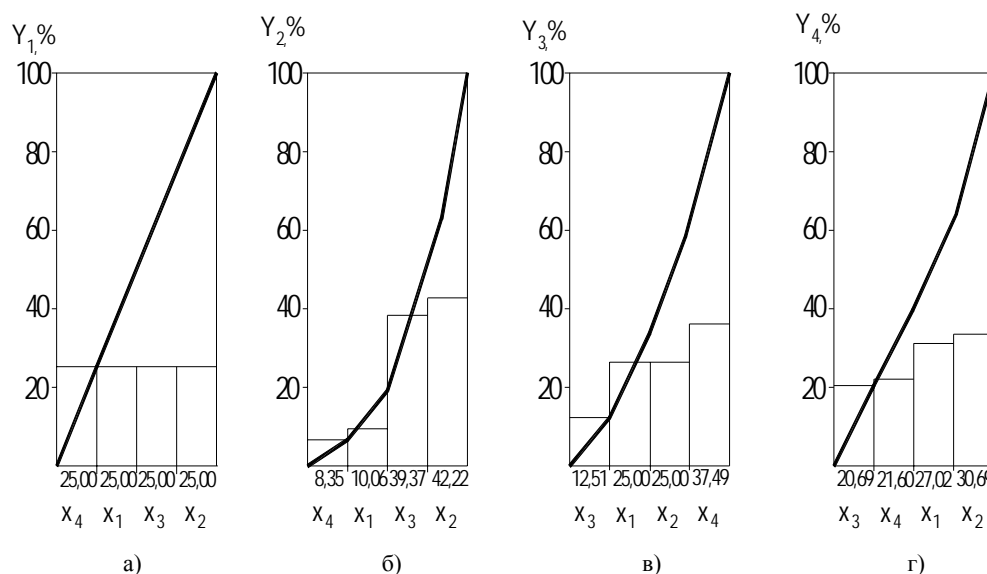 Y1,% Y2,% Y3,% Y4,%
100 100 100 100
80 80 80 80
60 60 60 60
40 40 40 40
20 20 20 20
25,00 25,00 25,00 25,00 8,35 10,06 39,37 42,22 12,51 25,00 25,00 37,49 20,69 21,60 27,02 30,69
x4 x1 x3 x2 x4 x1 x3 x2 x3 x1 x2 x4 x3 x4 x1 x2
а) б) в) г)